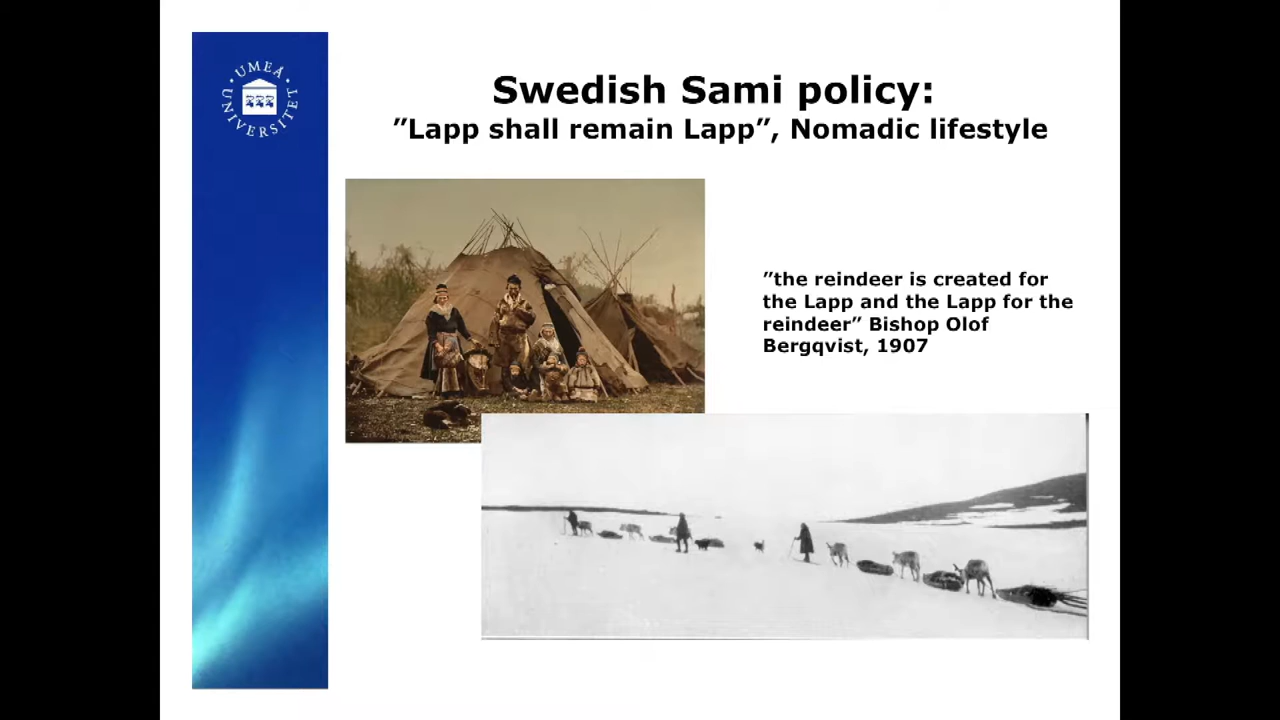 UMEÅ UNIVERSITET
Swedish Sami policy:
”Lapp shall remain Lapp”, Nomadic lifestyle
”the reindeer is created for
the Lapp and the Lapp for the
reindeer” Bishop Olof
Bergqvist, 1907